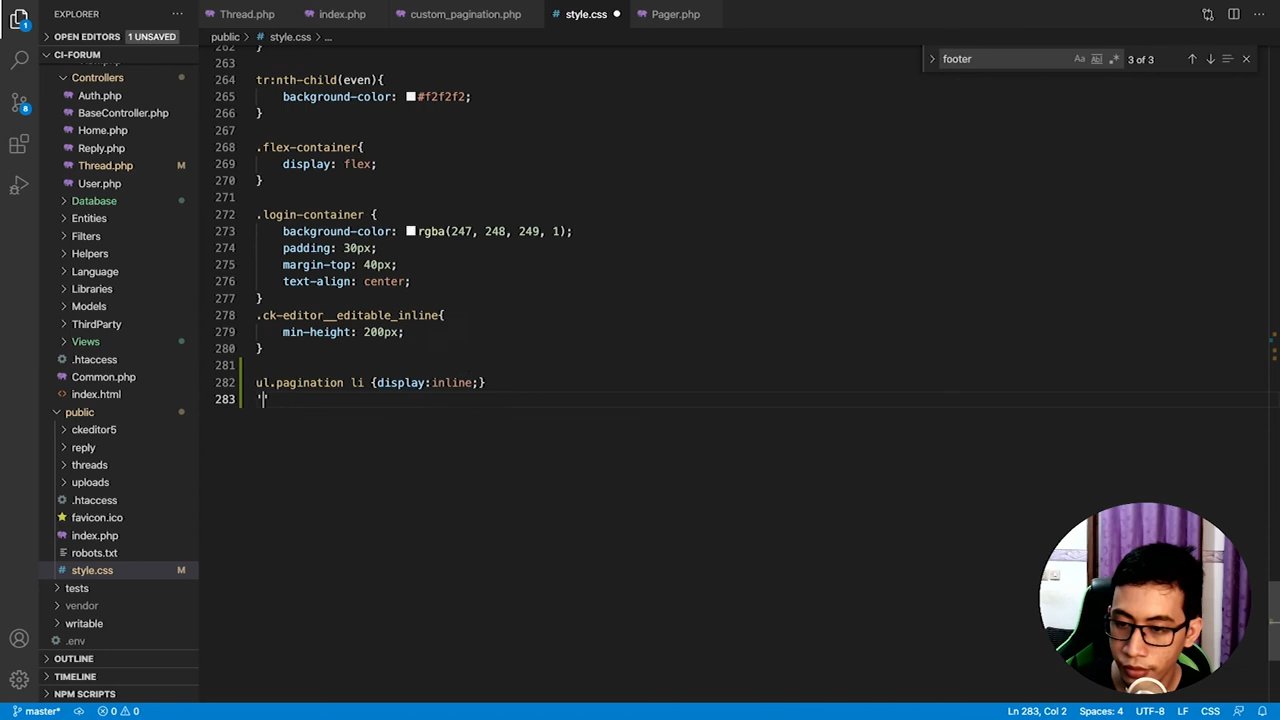 EXPLORER
Thread.php
index.php
custom_pagination.php
style.css
Pager.php
OPEN EDITORS 1 UNSAVED
public > # style.css > ...
CI-FORUM
footer
3 of 3
Controllers
Auth.php
BaseController.php
Home.php
Reply.php
Thread.php M
User.php
Database
Entities
Filters
Helpers
Language
Libraries
Models
ThirdParty
Views
.htaccess
Common.php
index.html
public
ckeditor5
reply
threads
uploads
.htaccess
favicon.ico
index.php
robots.txt
style.css M
tests
vendor
writable
.env
OUTLINE
TIMELINE
NPM SCRIPTS
262 }
263
264 tr:nth-child(even){
265 background-color: #f2f2f2;
266 }
267
268 .flex-container{
269 display: flex;
270 }
271
272 .login-container {
273 background-color: rgba(247, 248, 249, 1);
274 padding: 30px;
275 margin-top: 40px;
276 text-align: center;
277 }
278 .ck-editor__editable_inline{
279 min-height: 200px;
280 }
281
282 ul.pagination li {display:inline;}
283 ''
1
8
master*
0
0
Ln 283, Col 2
Spaces: 4
UTF-8
LF
CSS